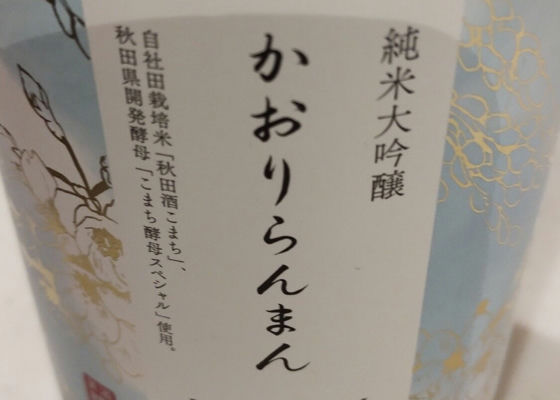 純米大吟醸
かおりらんまん
自社田栽培米「秋田酒こまち」、
秋田県開発酵母「こまち酵母スペシャル」使用。